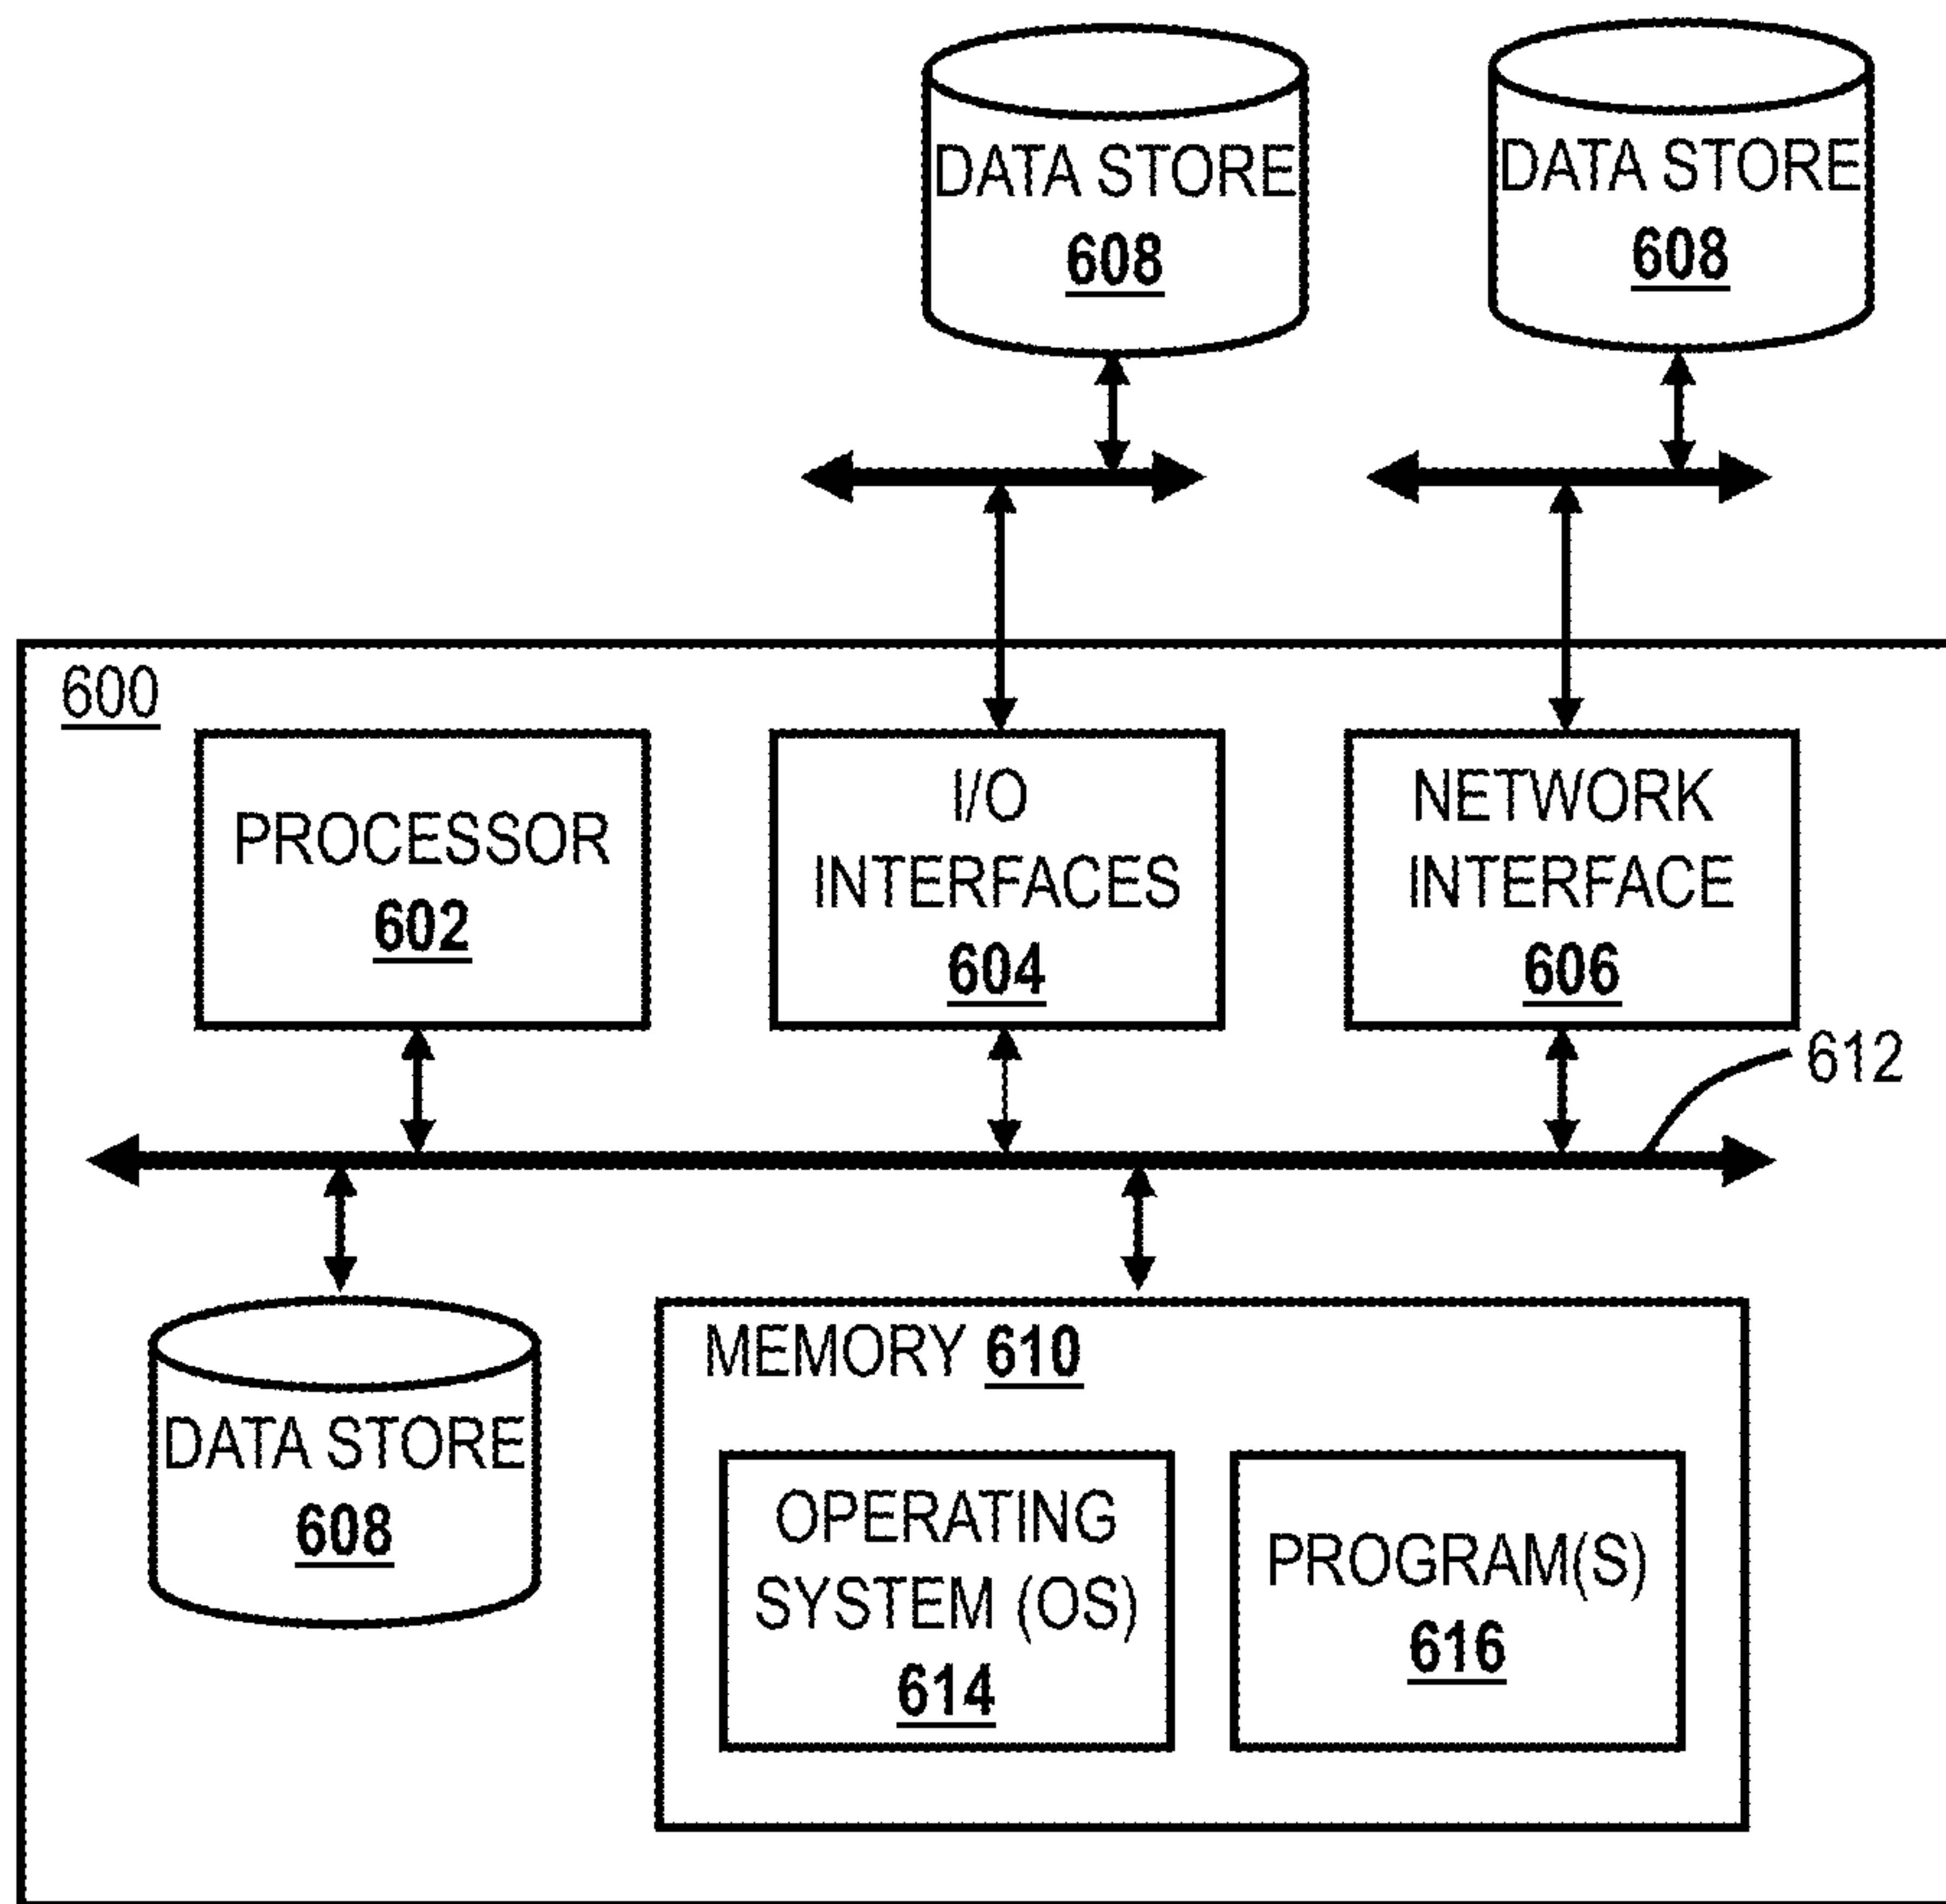 DATA STORE
608
DATA STORE
608
600
PROCESSOR
602
I/O
INTERFACES
604
NETWORK
INTERFACE
606
612
DATA STORE
608
MEMORY 610
OPERATING
SYSTEM (OS)
614
PROGRAM(S)
616